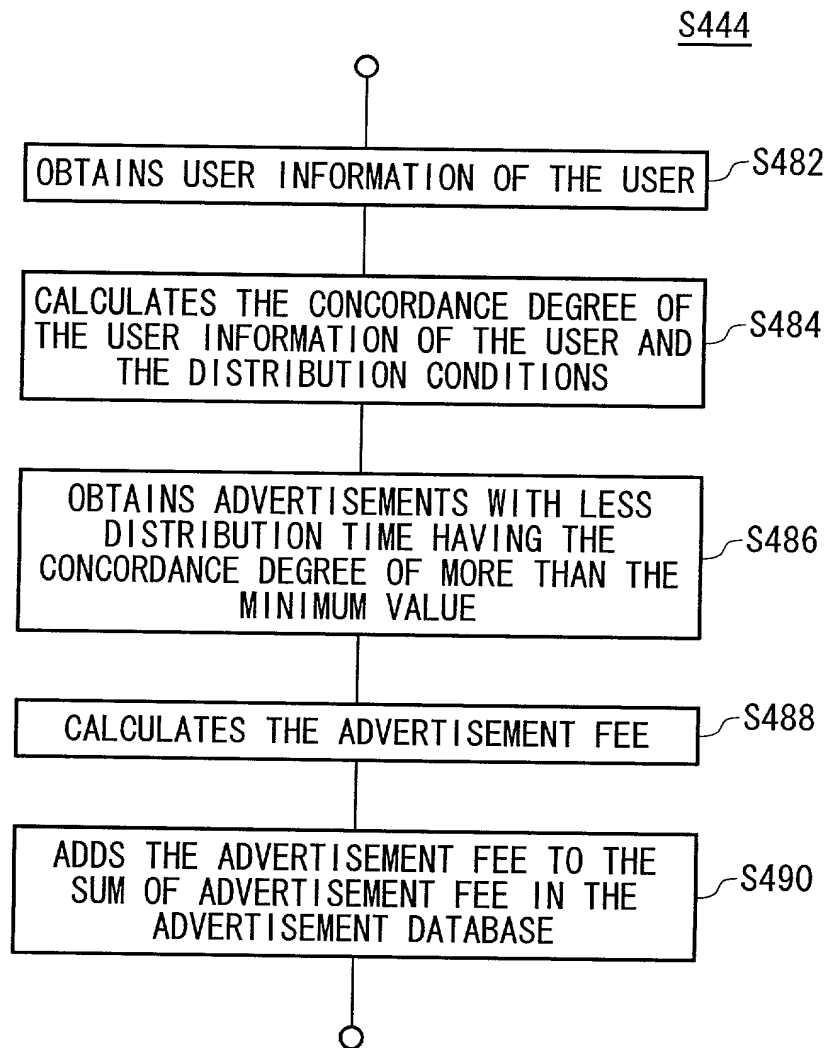 S444
OBTAINS USER INFORMATION OF THE USER
S482
CALCULATES THE CONCORDANCE DEGREE OF
THE USER INFORMATION OF THE USER AND
THE DISTRIBUTION CONDITIONS
S484
OBTAINS ADVERTISEMENTS WITH LESS
DISTRIBUTION TIME HAVING THE
CONCORDANCE DEGREE OF MORE THAN THE
MINIMUM VALUE
S486
CALCULATES THE ADVERTISEMENT FEE
S488
ADDS THE ADVERTISEMENT FEE TO THE
SUM OF ADVERTISEMENT FEE IN THE
ADVERTISEMENT DATABASE
S490